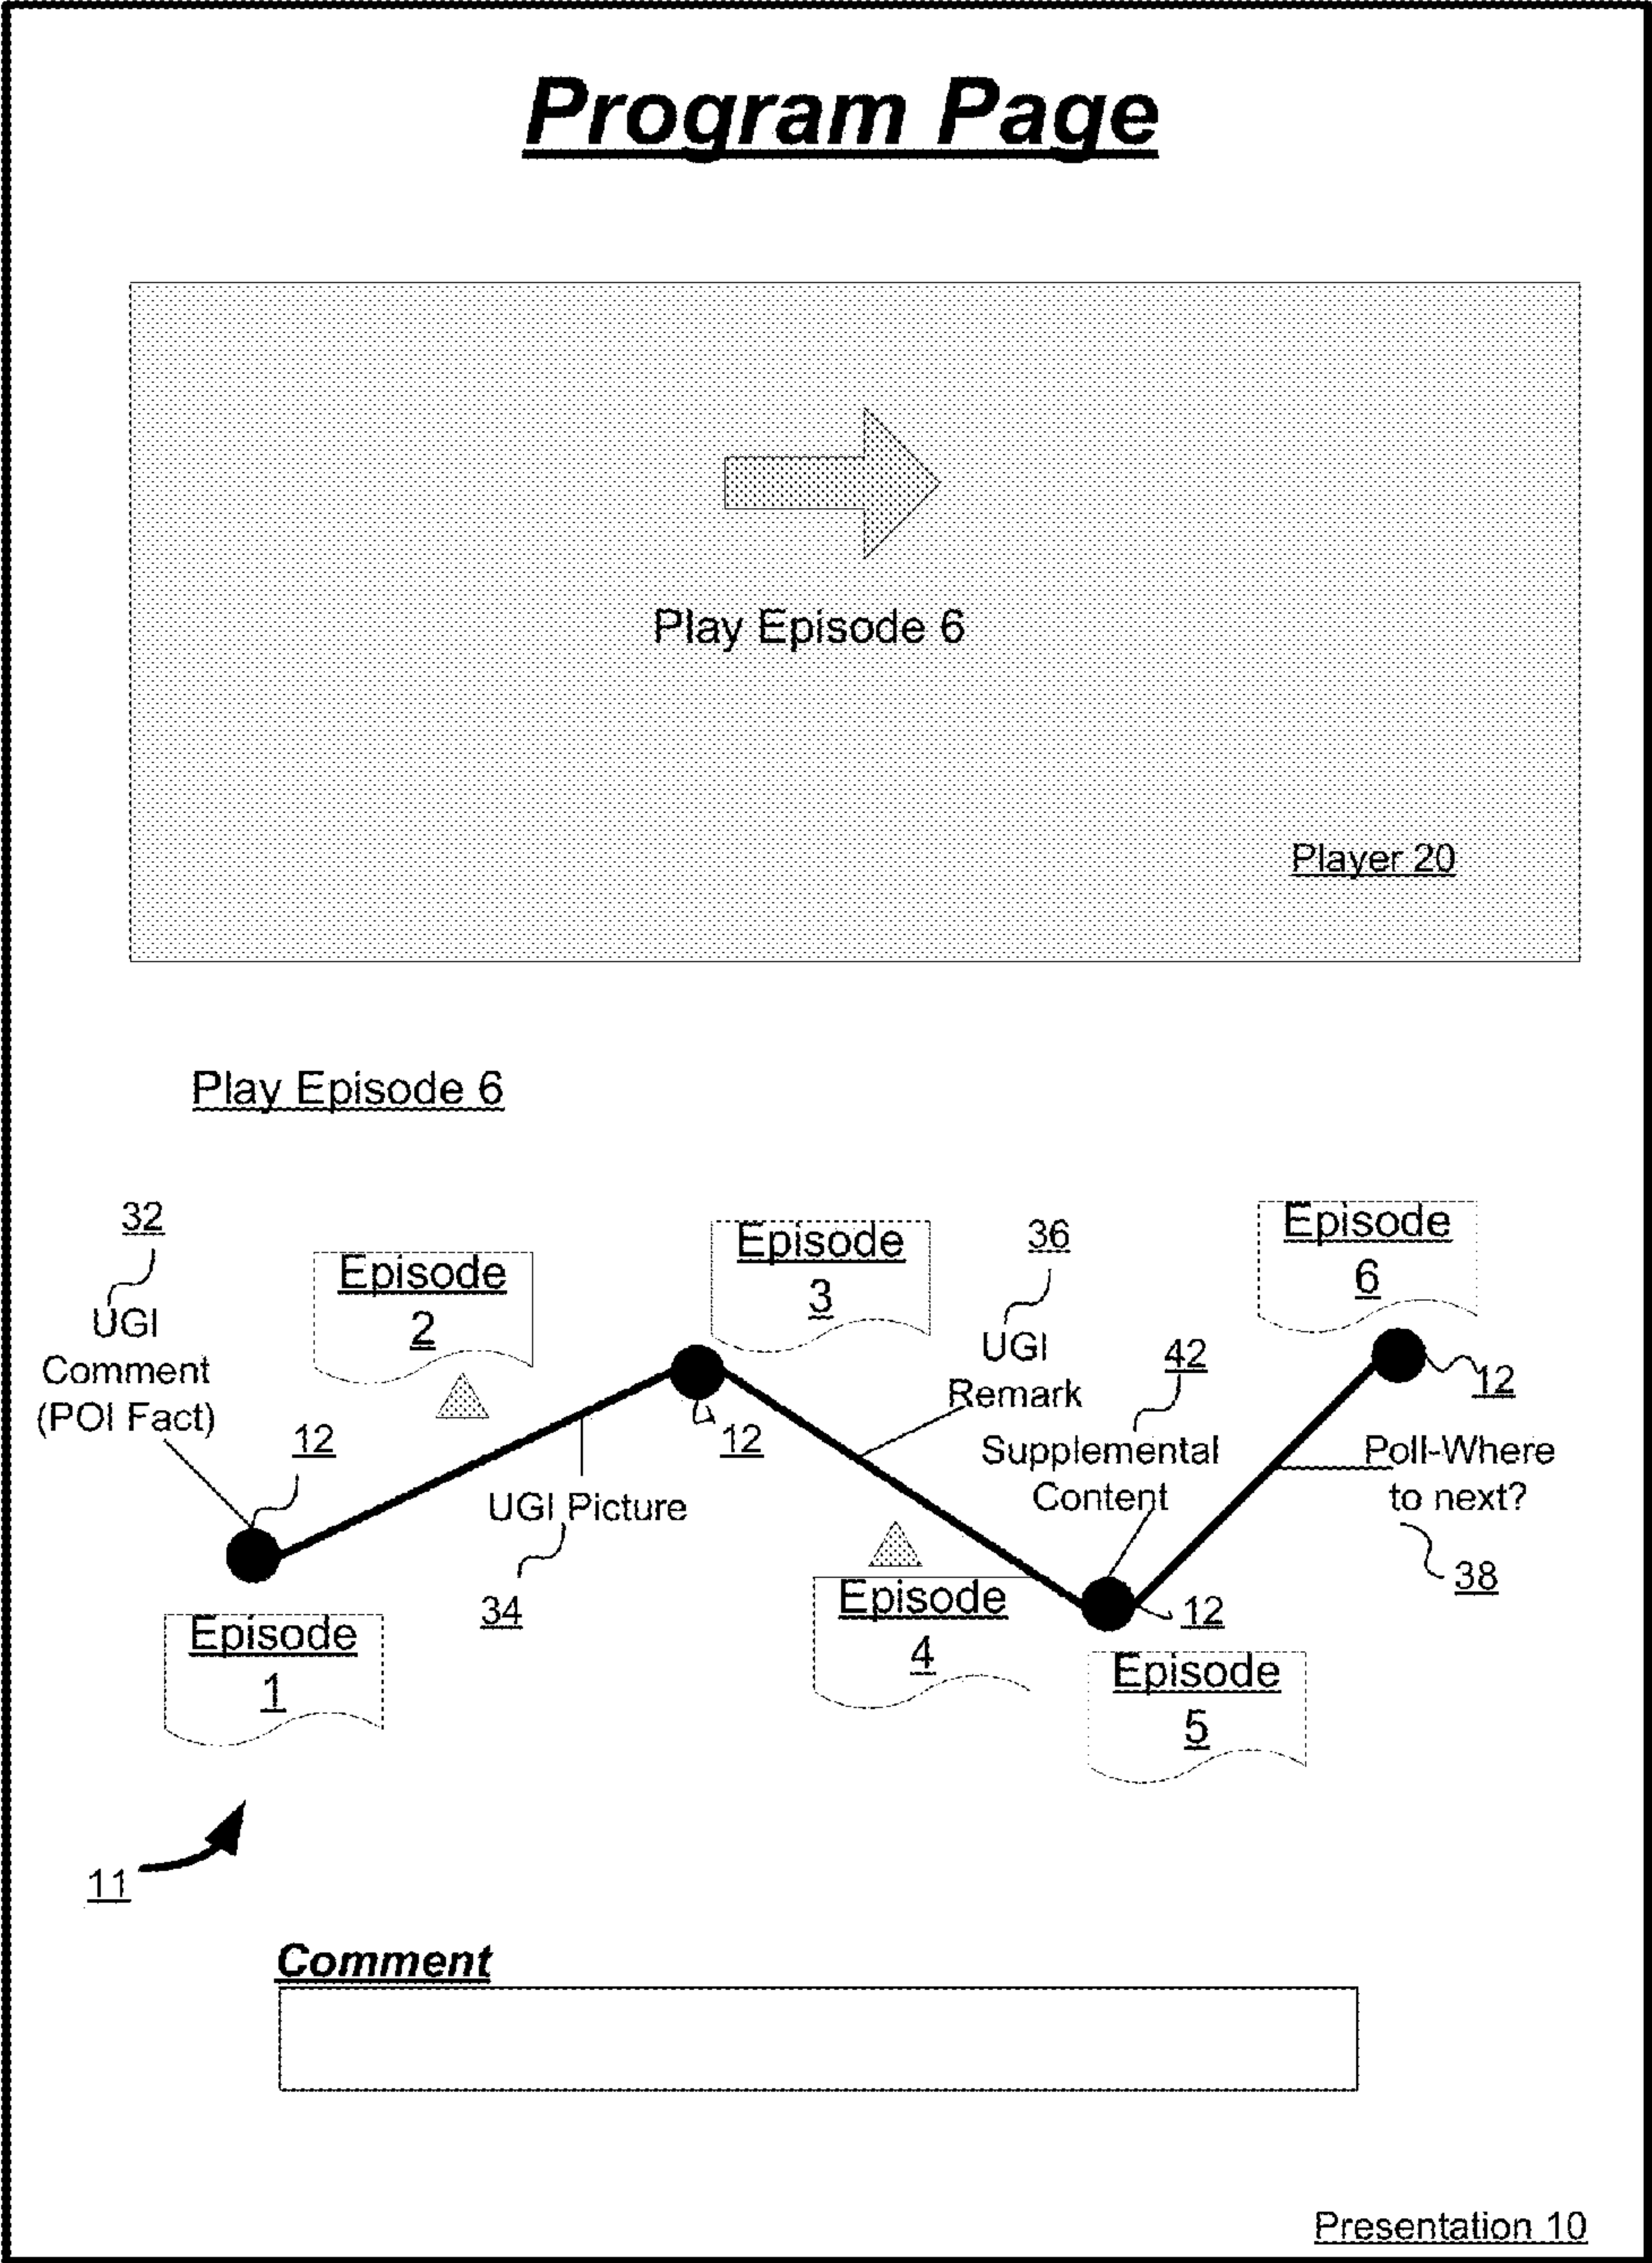 Program Page
Play Episode 6
Player 20
Play Episode 6
32
UGI
Comment
(POI Fact)
12
Episode
1
Episode
2
UGI Picture
34
Episode
3
12
36
UGI
Remark
42
Supplemental
Content
Episode
4
12
Episode
5
Episode
6
12
Poll-Where
to next?
38
11
Comment
Presentation 10